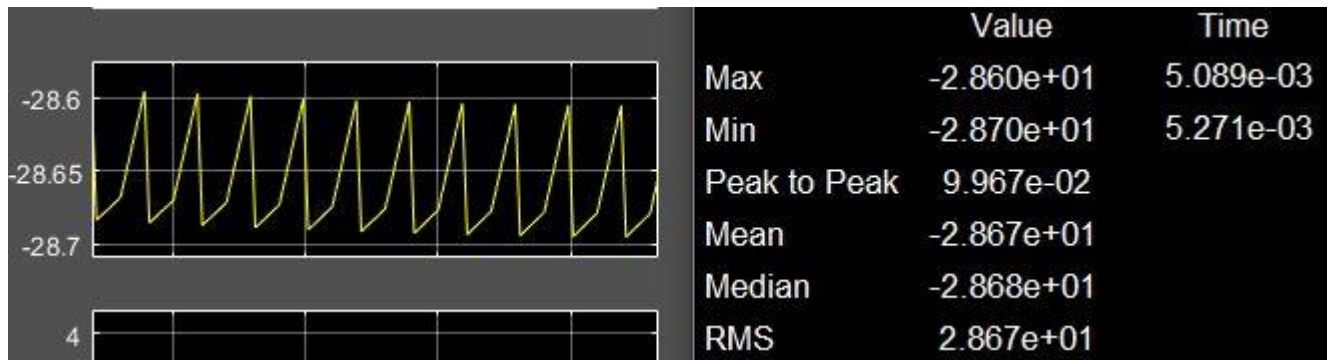 -28.6
-28.65
-28.7
4
Value Time
Max -2.860e+01 5.089e-03
Min -2.870e+01 5.271e-03
Peak to Peak 9.967e-02
Mean -2.867e+01
Median -2.868e+01
RMS 2.867e+01